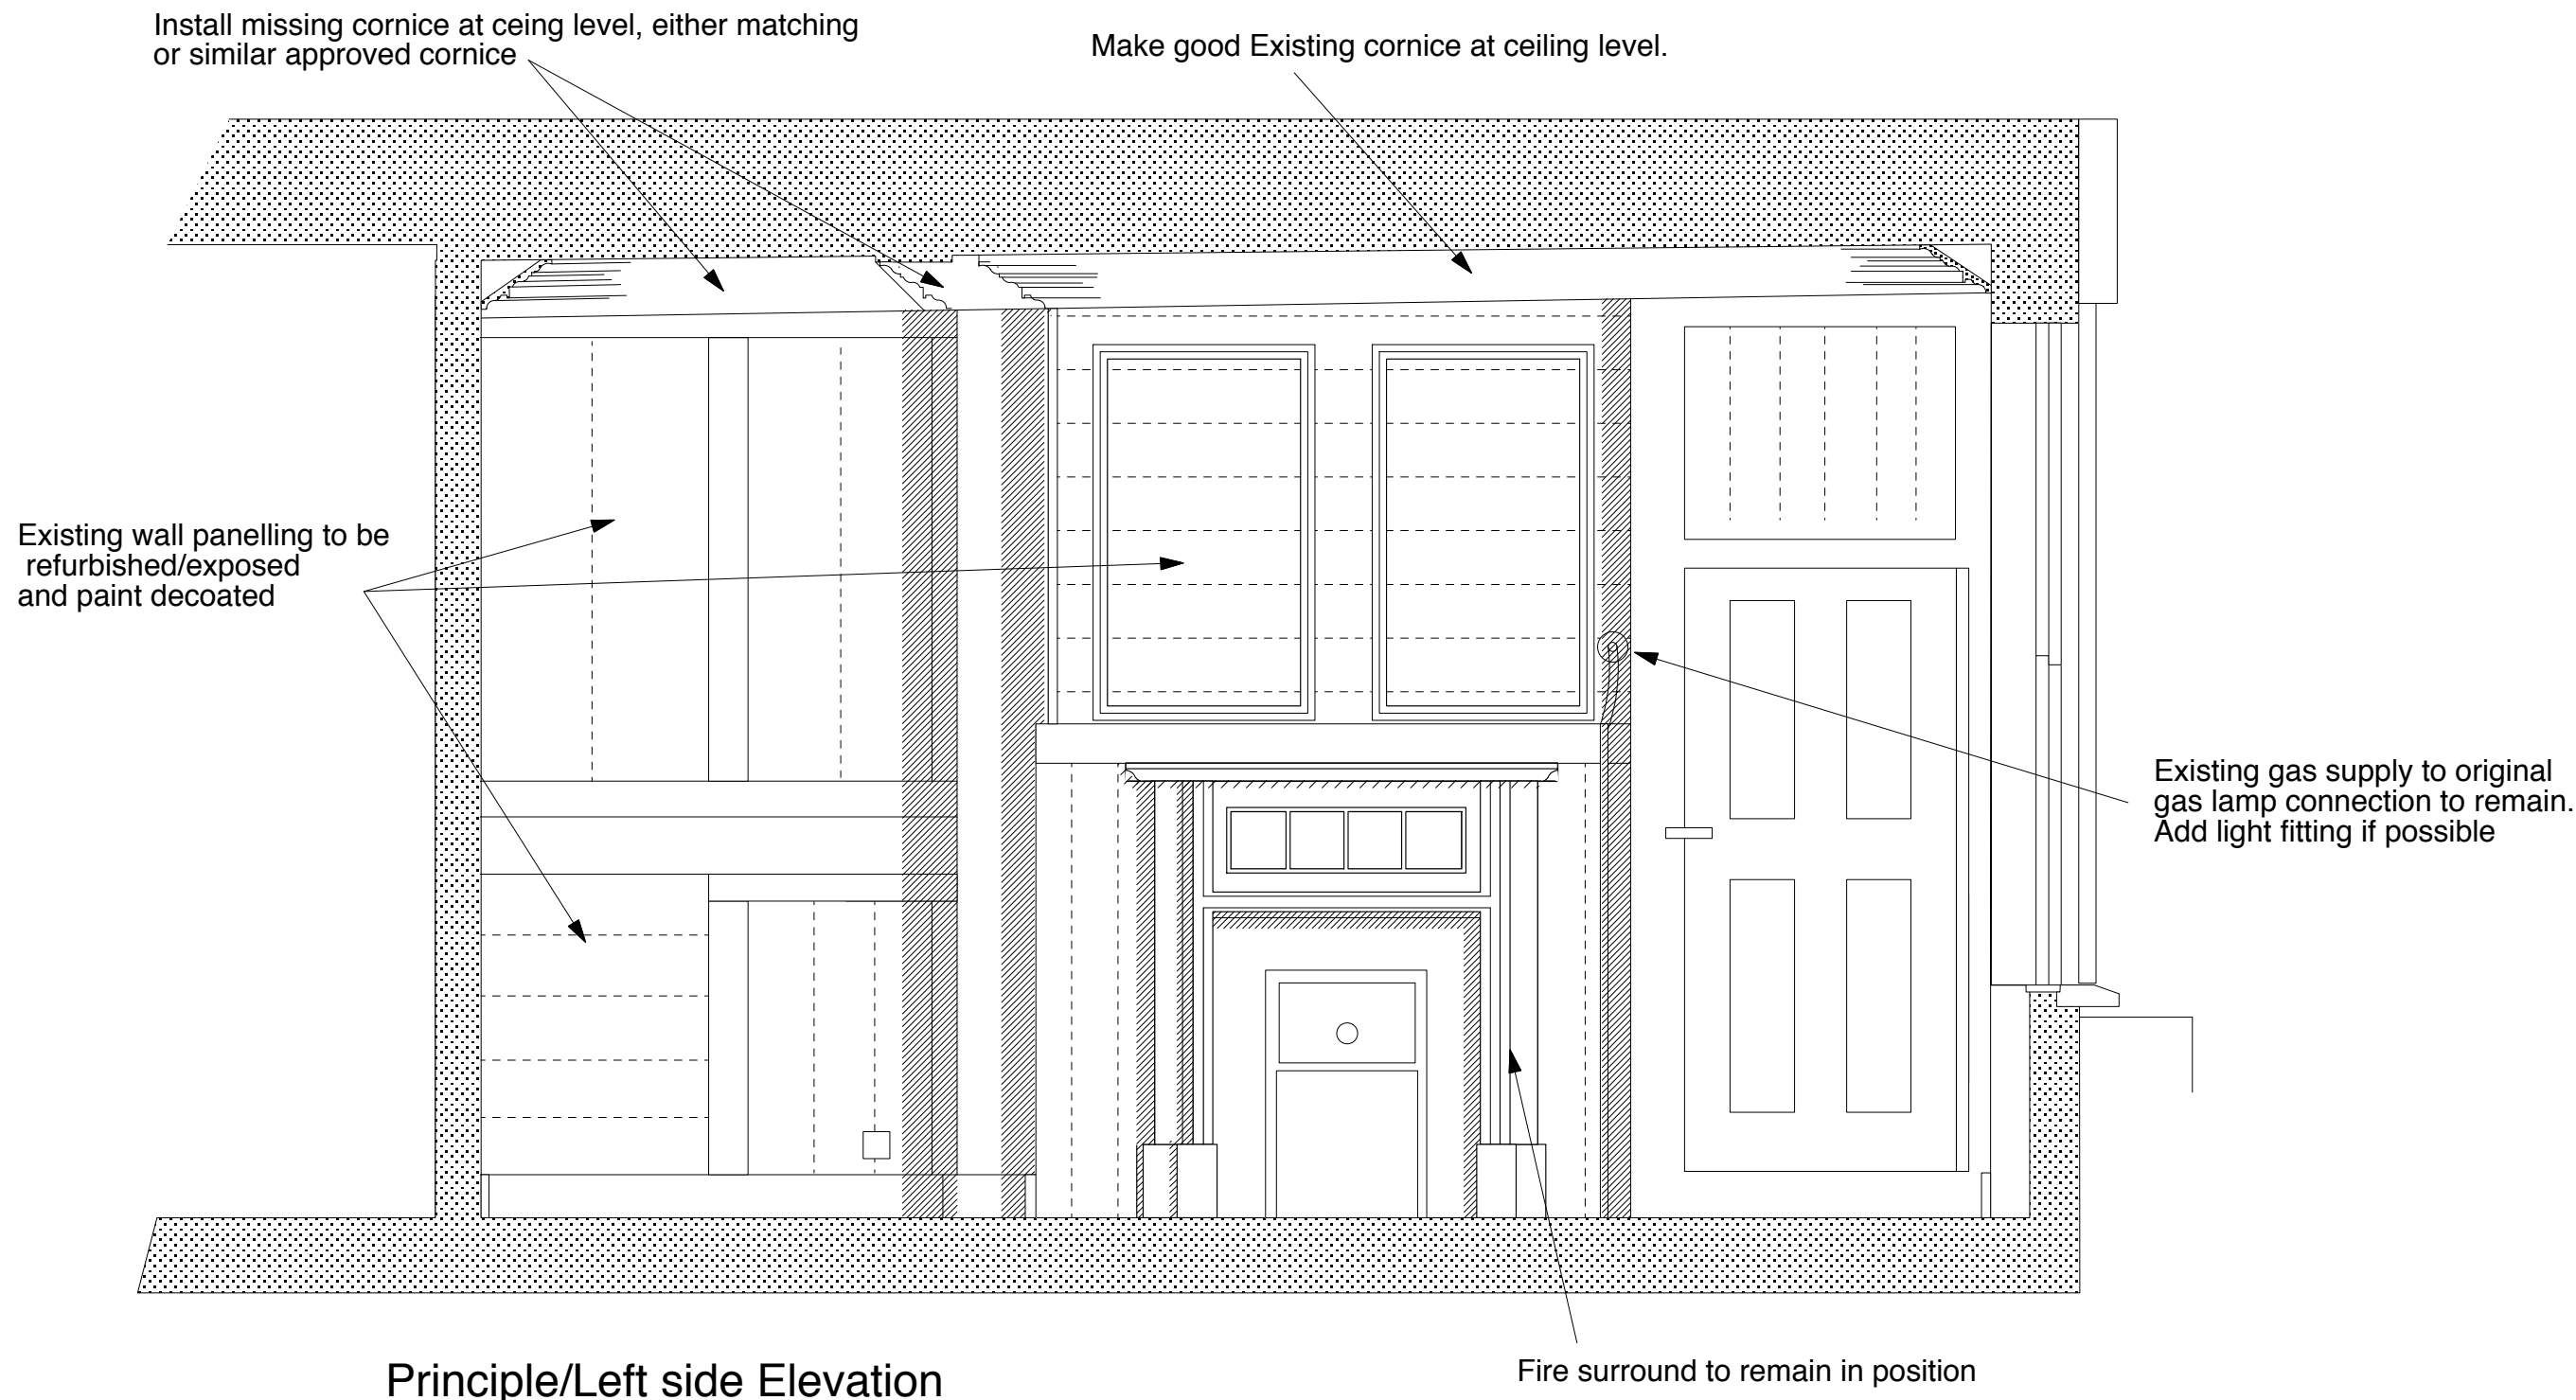 Install missing cornice at ceing level, either matching
or similar approved cornice
Make good Existing cornice at ceiling level.
Existing wall panelling to be
refurbished/exposed
and paint decoated
Existing gas supply to original
gas lamp connection to remain.
Add light fitting if possible
Fire surround to remain in position
Principle/Left side Elevation